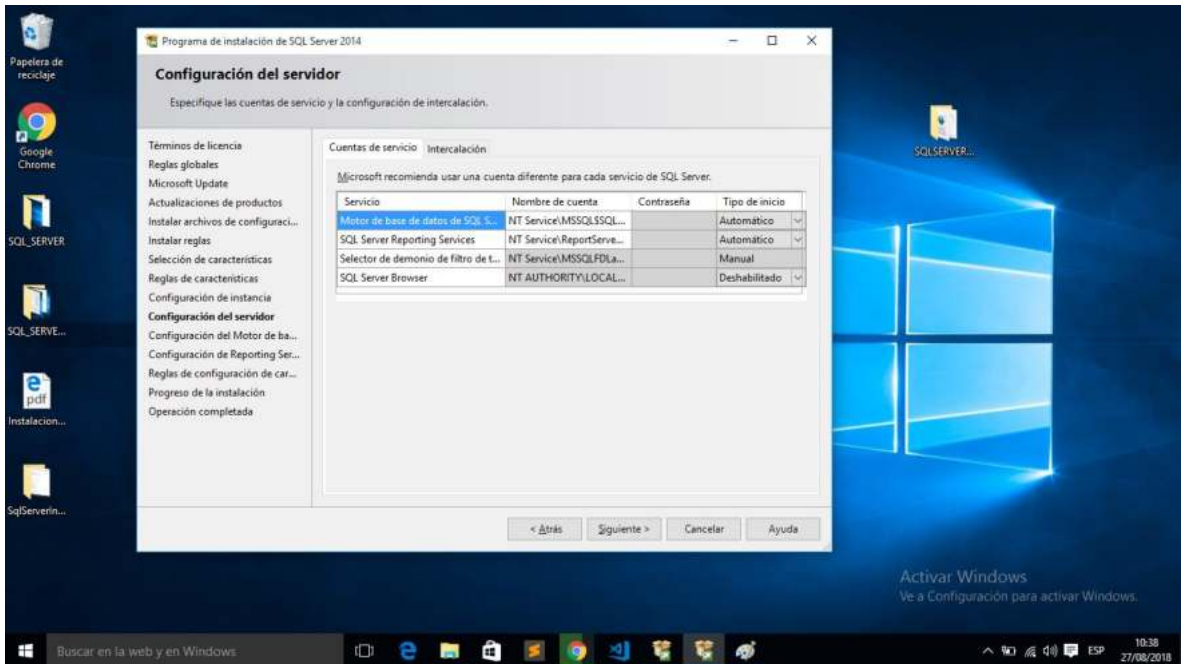 Papelera de
reciclaje
Google
Chrome
SQL_SERVER
SQL_SERVE...
pdf
Instalacion...
SqlServerIn...
Programa de instalación de SQL Server 2014
Configuración del servidor
Especifique las cuentas de servicio y la configuración de intercalación.
Términos de licencia
Reglas globales
Microsoft Update
Actualizaciones de productos
Instalar archivos de configuraci...
Instalar reglas
Selección de características
Reglas de características
Configuración de instancia
Configuración del servidor
Configuración del Motor de ba...
Configuración de Reporting Ser...
Reglas de configuración de car...
Progreso de la instalación
Operación completada
Cuentas de servicio Intercalación
Microsoft recomienda usar una cuenta diferente para cada servicio de SQL Server.
Servicio Nombre de cuenta Contraseña Tipo de inicio
Motor de base de datos de SQL S... NT Service\MSSQL$SQL... Automático
SQL Server Reporting Services NT Service\ReportServe... Automático
Selector de demonio de filtro de t... NT Service\MSSQLFDLa... Manual
SQL Server Browser NT AUTHORITY\LOCAL... Deshabilitado
< Atrás Siguiente > Cancelar Ayuda
SQLSERVER...
Activar Windows
Ve a Configuración para activar Windows.
Buscar en la web y en Windows
ESP
10:38
27/08/2018